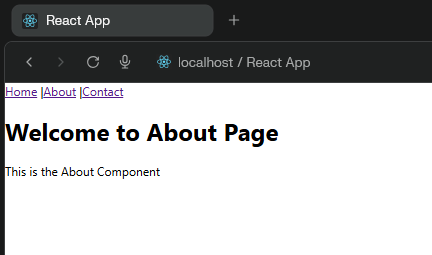 React App
localhost / React App
Home |About |Contact
Welcome to About Page
This is the About Component